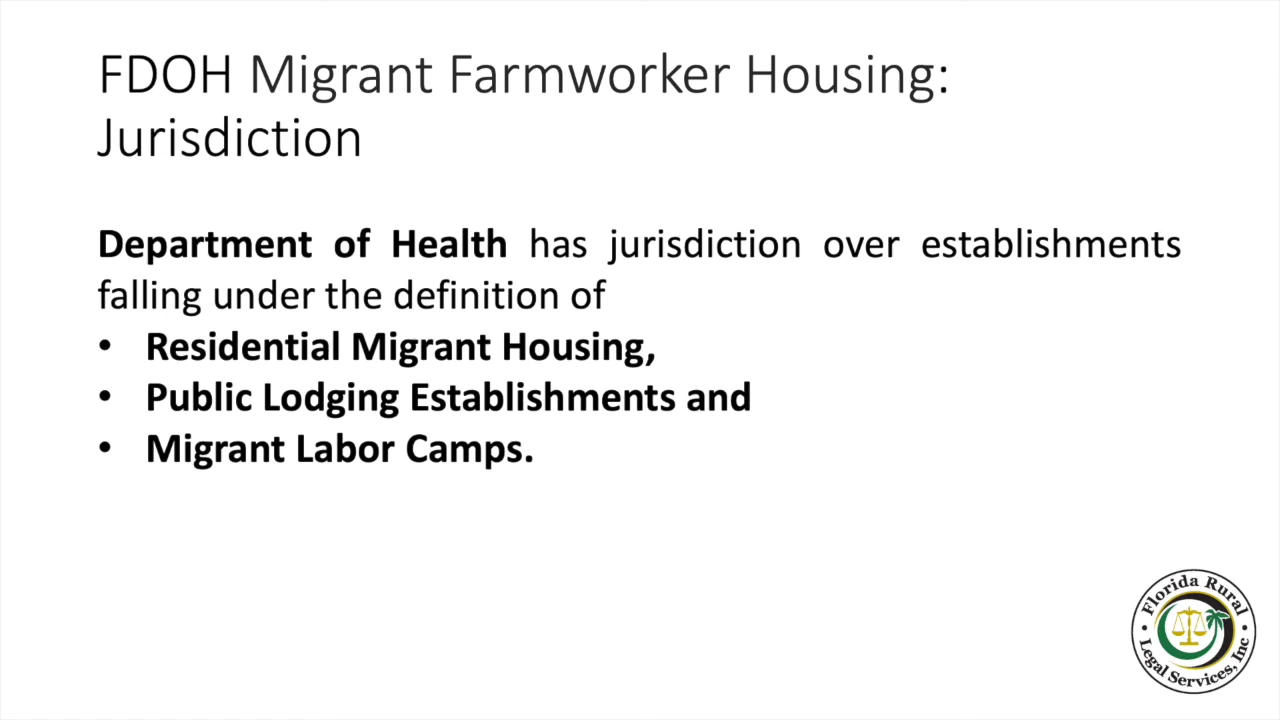 FDOH Migrant Farmworker Housing:
Jurisdiction
Department of Health has jurisdiction over establishments
falling under the definition of
• Residential Migrant Housing,
• Public Lodging Establishments and
• Migrant Labor Camps.
Florida Rural
Legal Services, Inc